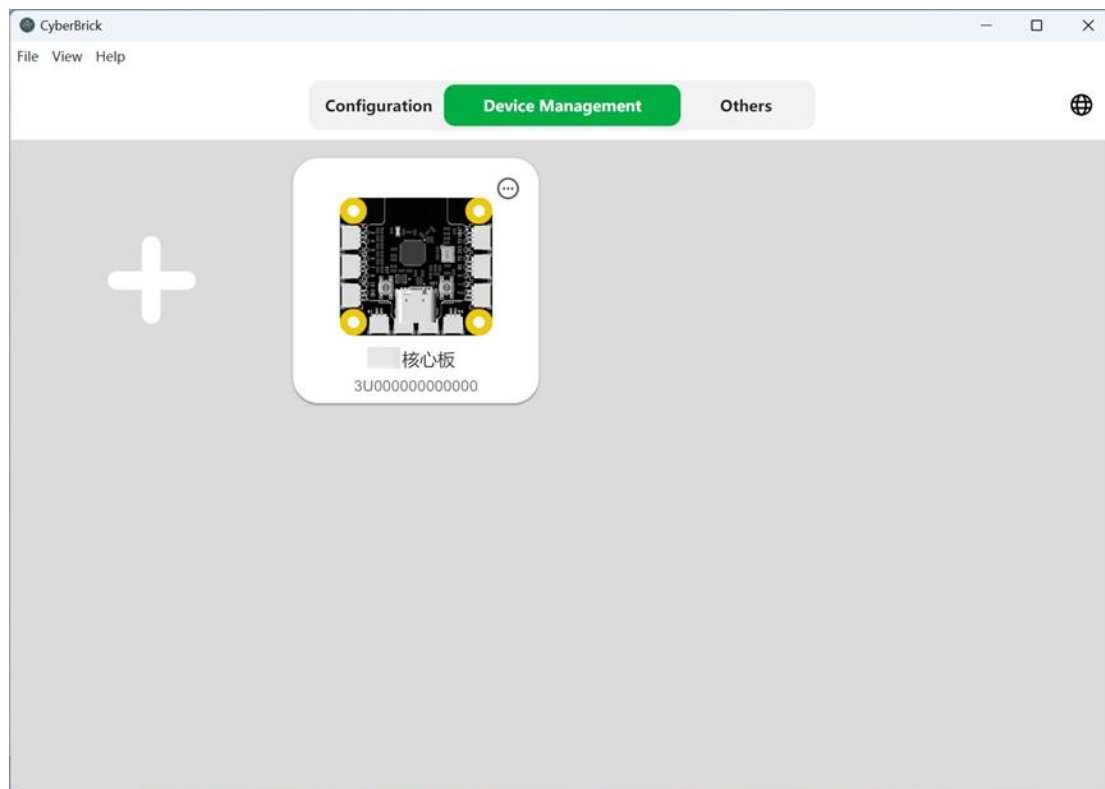 CyberBrick
File View Help
Configuration Device Management Others
核心板
3U000000000000